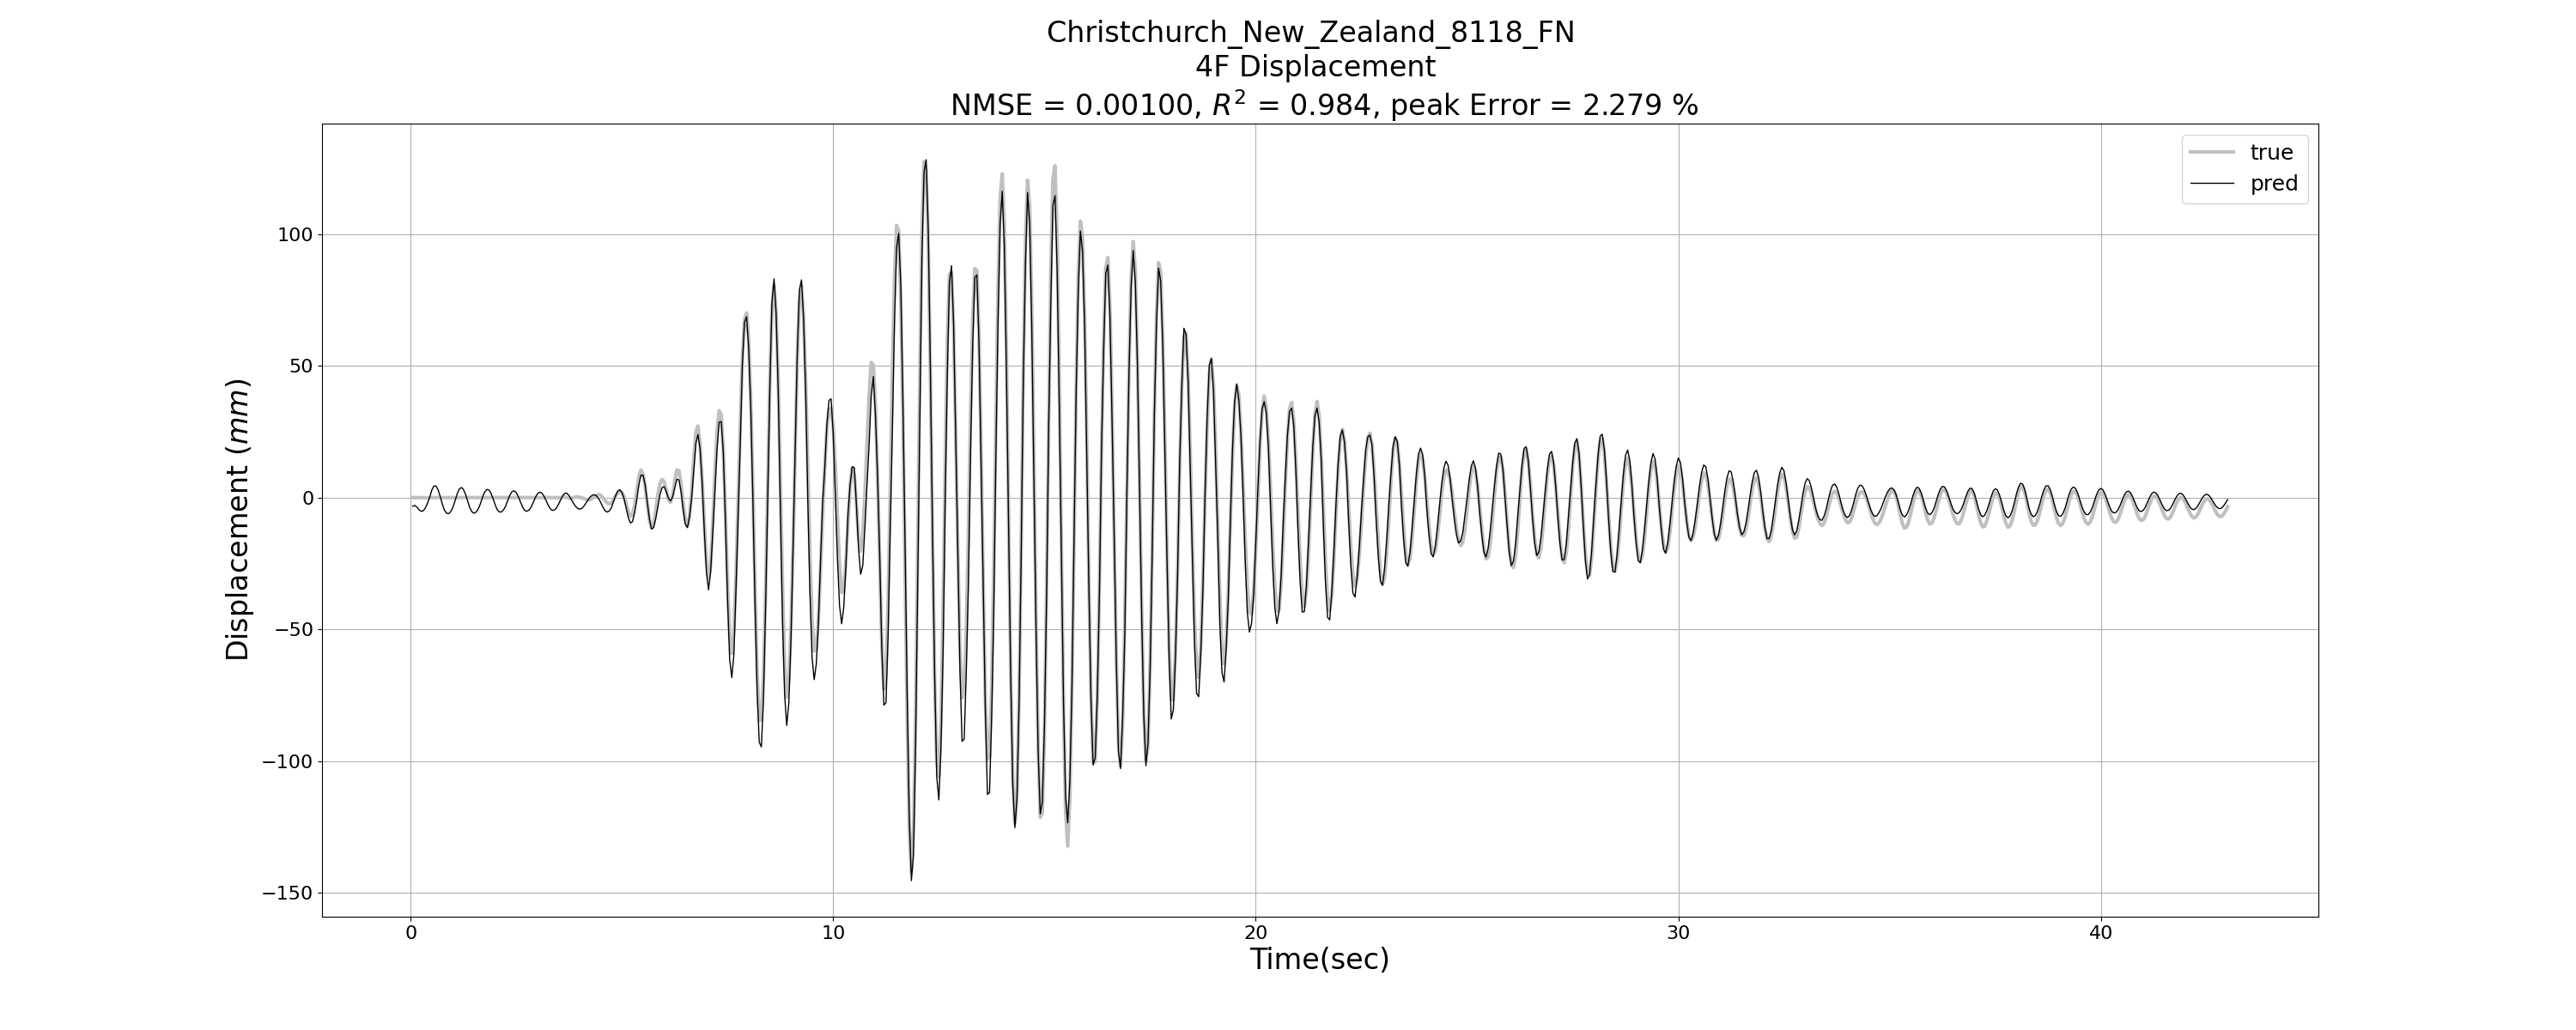 Christchurch_New_Zealand_8118_FN
4F Displacement
NMSE = 0.00100, R² = 0.984, peak Error = 2.279 %
true
pred
Displacement (mm)
100
50
0
−50
−100
−150
0 10 20 30 40
Time(sec)